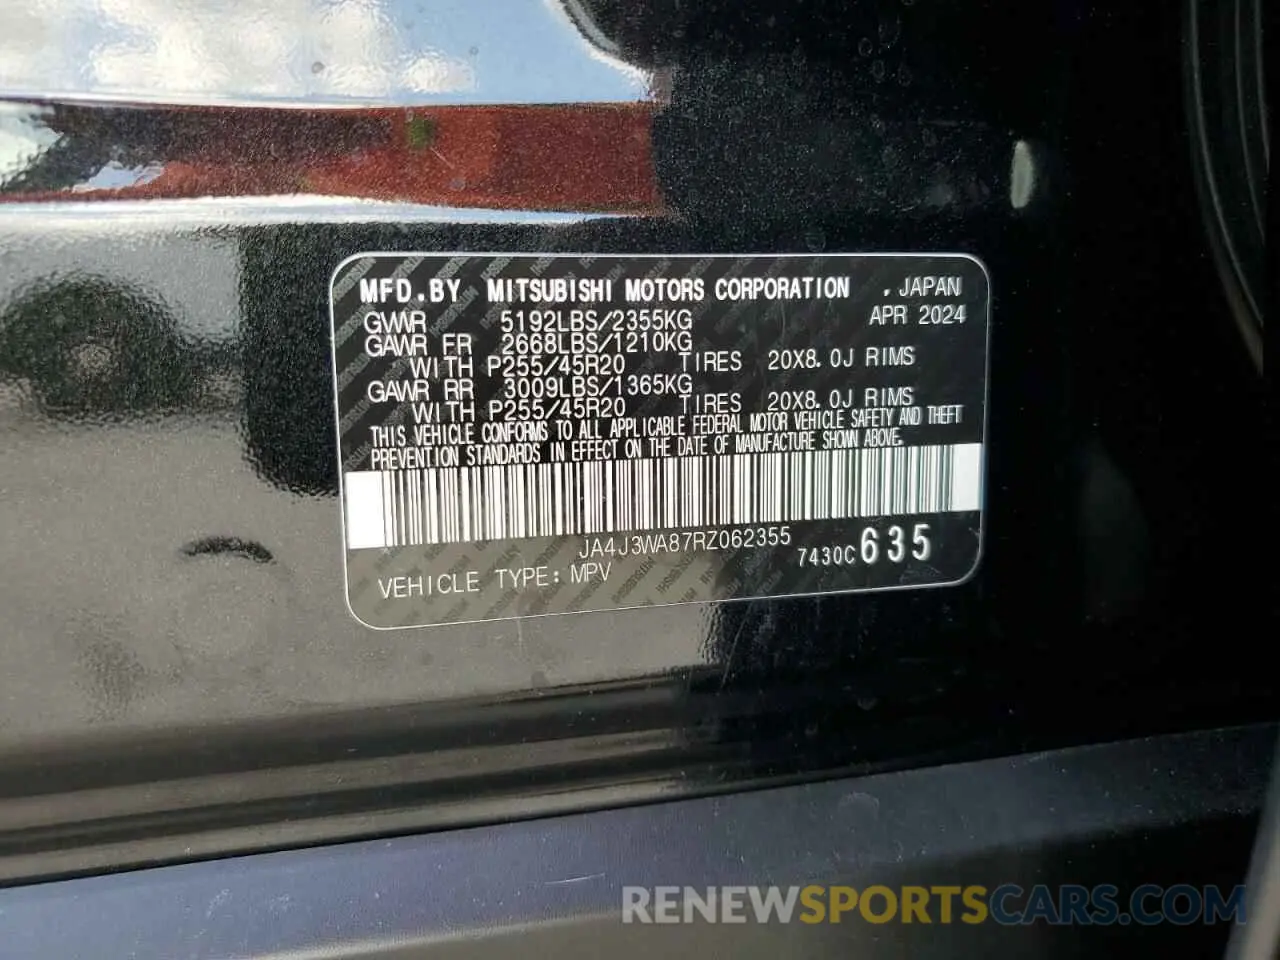 MFD.BY MITSUBISHI MOTORS CORPORATION , JAPAN
GVWR 5192LBS/2355KG APR 2024
GAWR FR 2668LBS/1210KG
WITH P255/45R20 TIRES 20X8.0J RIMS
GAWR RR 3009LBS/1365KG
WITH P255/45R20 TIRES 20X8.0J RIMS
THIS VEHICLE CONFORMS TO ALL APPLICABLE FEDERAL MOTOR VEHICLE SAFETY AND THEFT
PREVENTION STANDARDS IN EFFECT ON THE DATE OF MANUFACTURE SHOWN ABOVE.
JA4J3WA87RZ062355
7430C 635
VEHICLE TYPE: MPV
RENEWSPORTSCARS.COM